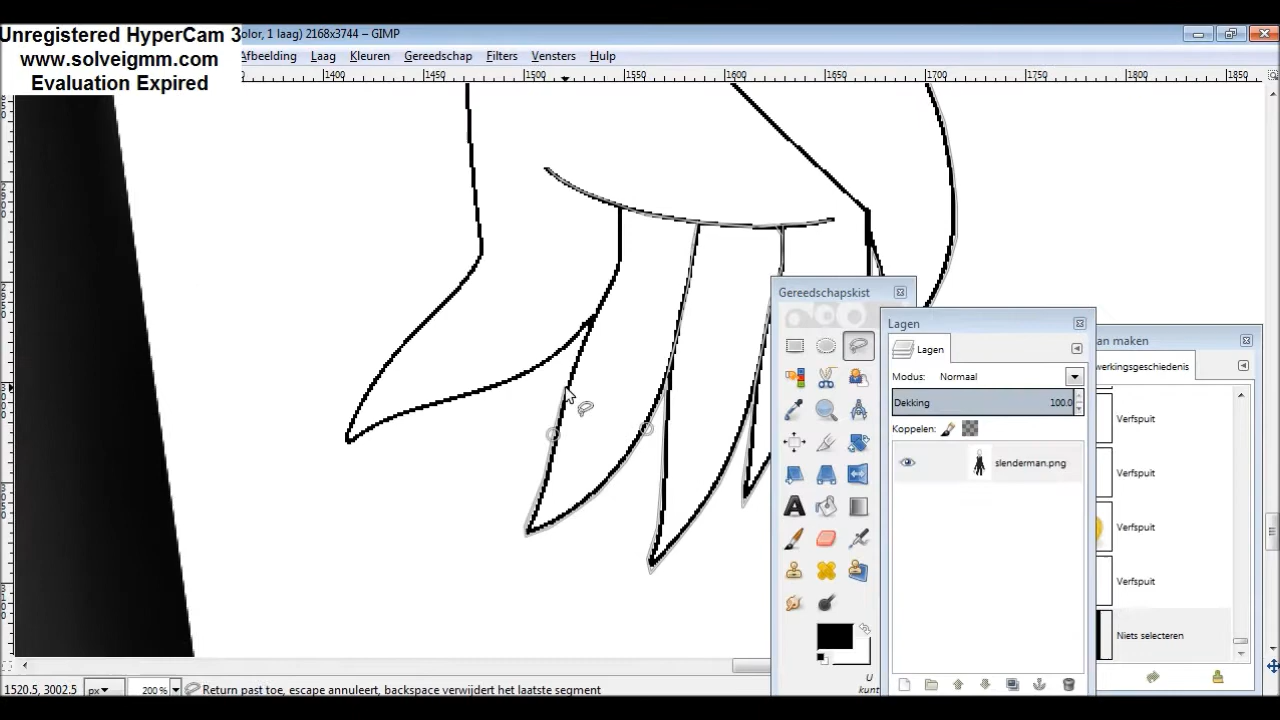 Unregistered HyperCam 3
www.solveigmm.com
Evaluation Expired
olor, 1 laag) 2168x3744 – GIMP
Afbeelding Laag Kleuren Gereedschap Filters Vensters Hulp
1400 1450 1500 1550 1600 1650 1700 1750 1800 1850
Gereedschapskist
Lagen
Lagen
Modus: Normaal
Dekking 100.0
Koppelen:
slenderman.png
U
kunt
an maken
werkingsgeschiedenis
Verfspuit
Verfspuit
Verfspuit
Verfspuit
Niets selecteren
1520.5, 3002.5 px 200 % Return past toe, escape annuleert, backspace verwijdert het laatste segment